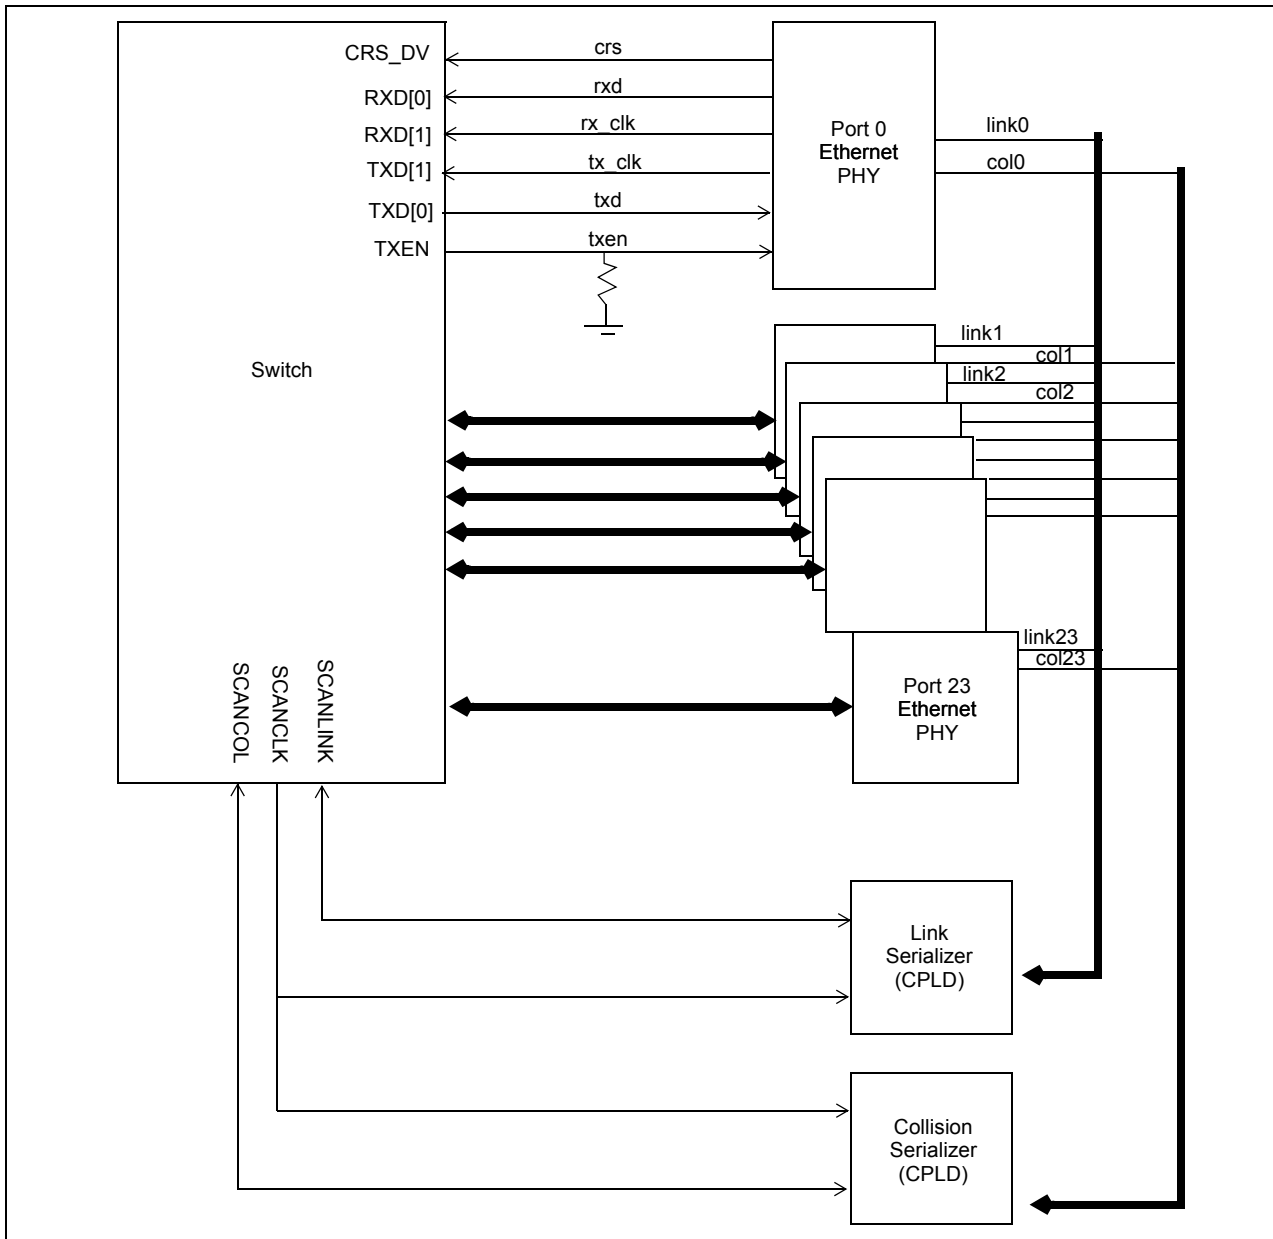 CRS_DV
crs
RXD[0]
rxd
RXD[1]
rx_clk
TXD[1]
tx_clk
TXD[0]
txd
TXEN
txen
Port 0
Ethernet
PHY
link0
col0
Switch
link1
col1
link2
col2
link23
col23
Port 23
Ethernet
PHY
SCANCOL
SCANCLK
SCANLINK
Link
Serializer
(CPLD)
Collision
Serializer
(CPLD)